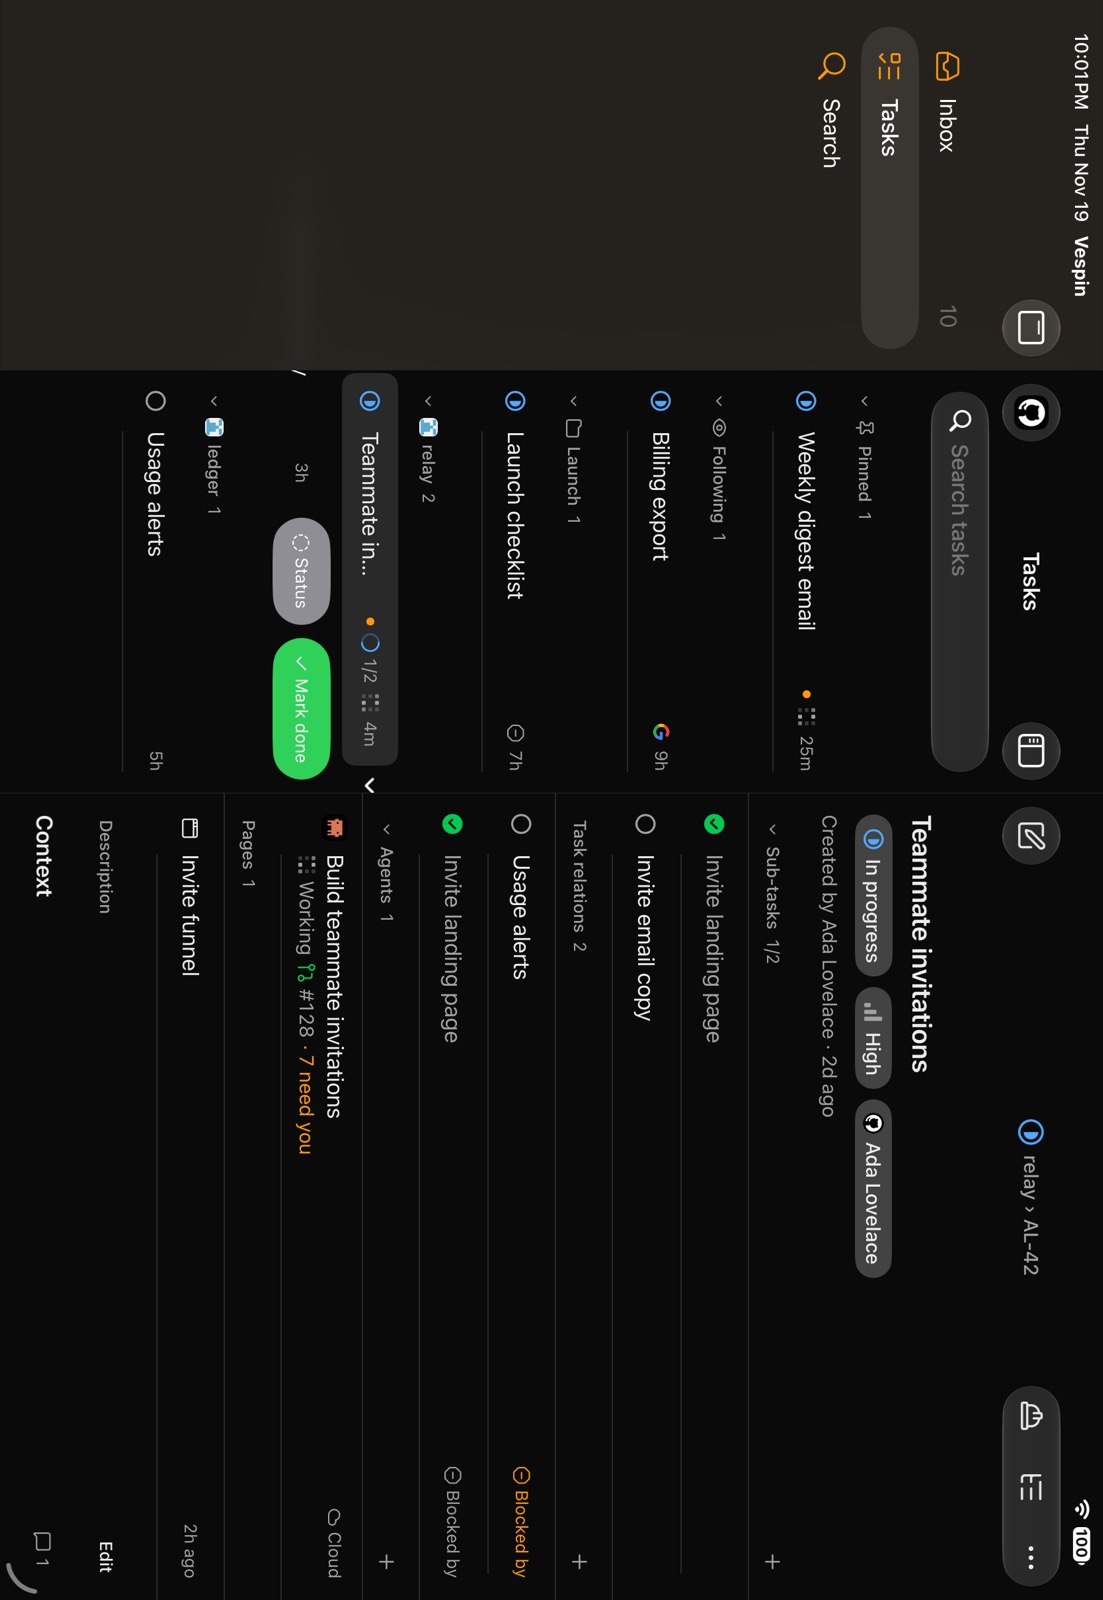 10:01 PM Thu Nov 19 Vespin
100
Inbox 10
Tasks
Search
Tasks
Search tasks
Pinned 1
Weekly digest email 25m
Following 1
Billing export 9h
Launch 1
Launch checklist 7h
relay 2
Teammate in... 1/2 4m
3h Status Mark done
ledger 1
Usage alerts 5h
relay › AL-42
Teammate invitations
In progress High Ada Lovelace
Created by Ada Lovelace · 2d ago
Sub-tasks 1/2
Invite landing page
Invite email copy
Task relations 2
Usage alerts Blocked by
Invite landing page Blocked by
Agents 1
Build teammate invitations Cloud
Working #128 · 7 need you
Pages 1
Invite funnel 2h ago
Description Edit
Context 1